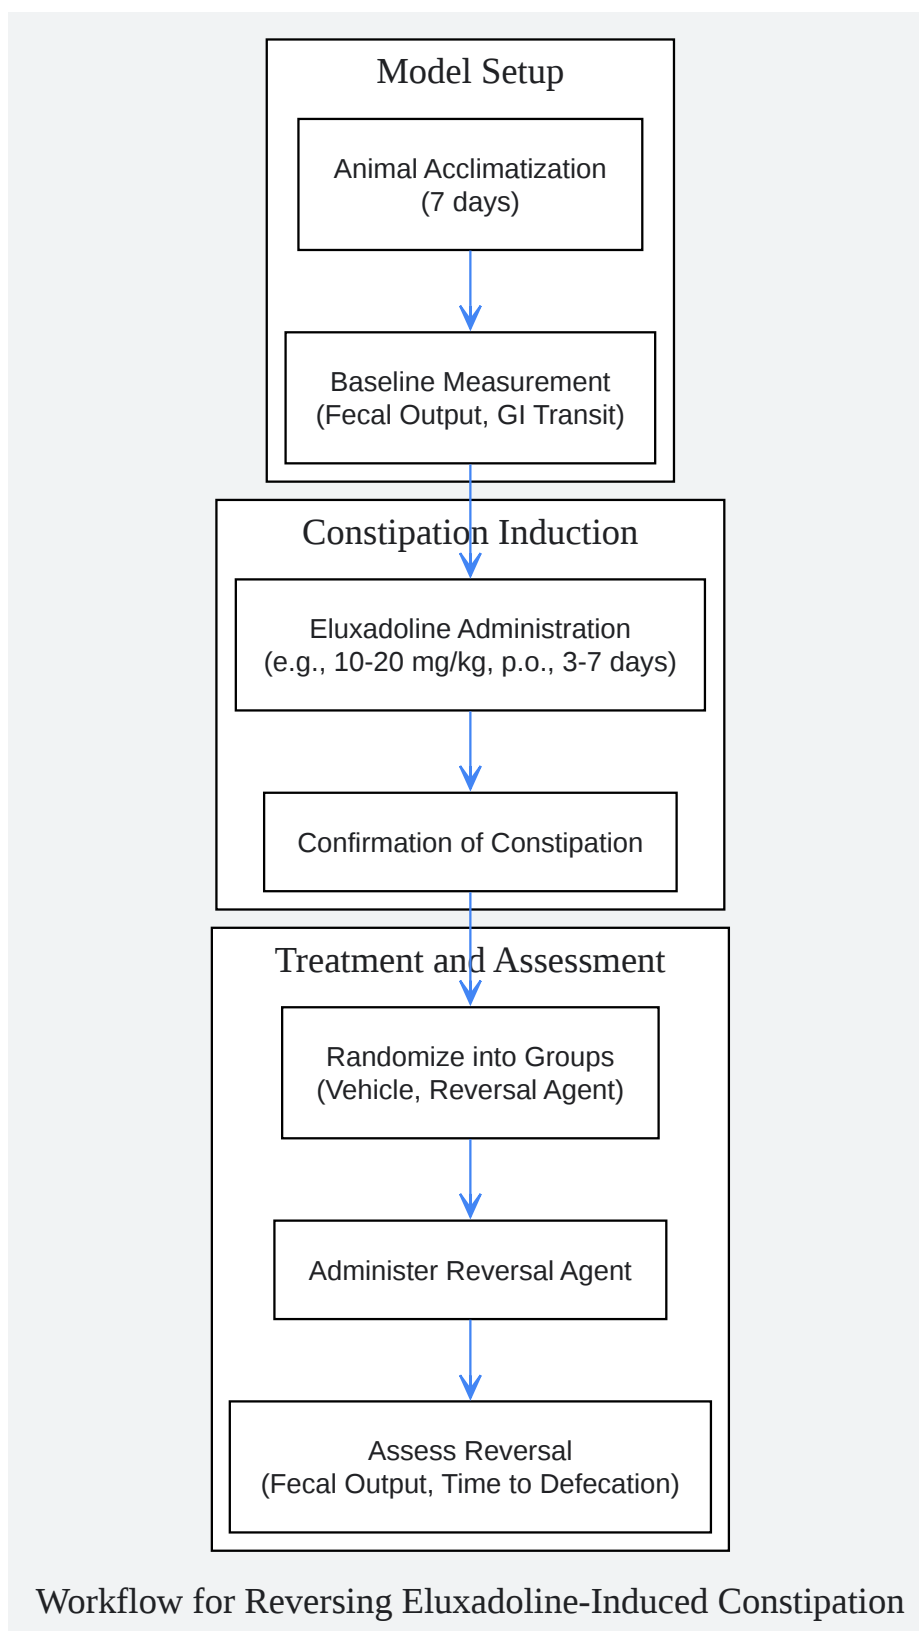 Model Setup
Animal Acclimatization
(7 days)
Baseline Measurement
(Fecal Output, GI Transit)
Constipation Induction
Eluxadoline Administration
(e.g., 10-20 mg/kg, p.o., 3-7 days)
Confirmation of Constipation
Treatment and Assessment
Randomize into Groups
(Vehicle, Reversal Agent)
Administer Reversal Agent
Assess Reversal
(Fecal Output, Time to Defecation)
Workflow for Reversing Eluxadoline-Induced Constipation